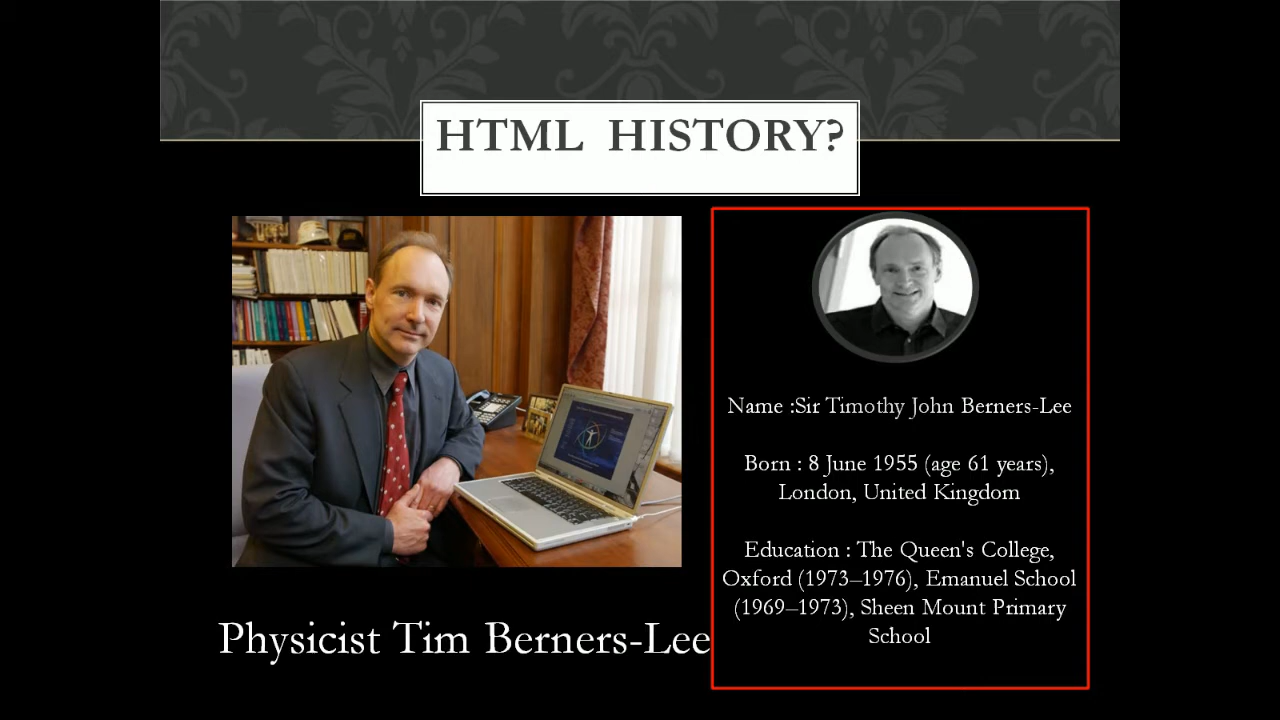 HTML HISTORY?
Physicist Tim Berners-Lee
Name :Sir Timothy John Berners-Lee
Born : 8 June 1955 (age 61 years),
London, United Kingdom
Education : The Queen's College,
Oxford (1973–1976), Emanuel School
(1969–1973), Sheen Mount Primary
School